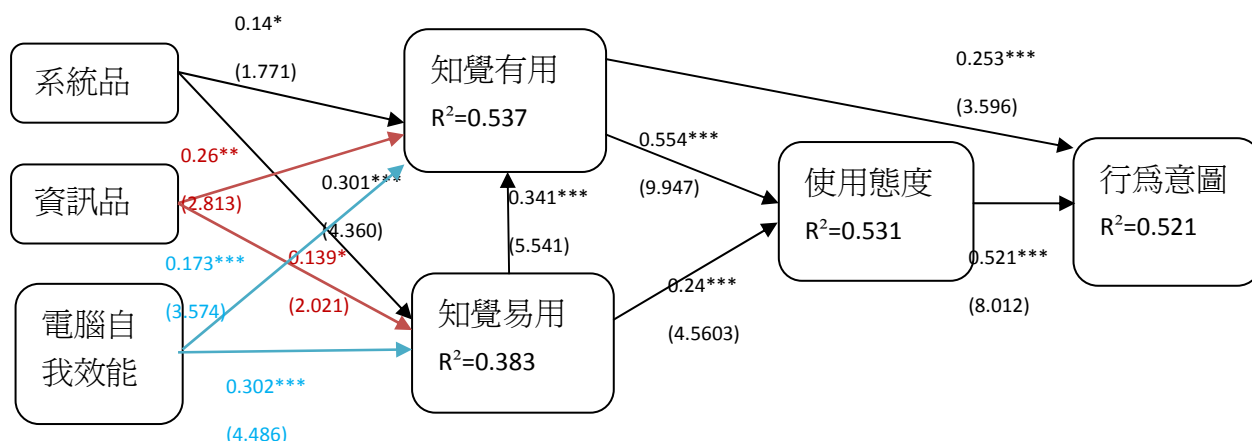 0.14*
(1.771)
系統品
知覺有用
R²=0.537
0.253***
(3.596)
0.26**
(2.813)
資訊品
0.301***
(4.360)
0.341***
(5.541)
0.554***
(9.947)
使用態度
R²=0.531
行為意圖
R²=0.521
0.173***
(3.574)
0.139*
(2.021)
0.521***
(8.012)
電腦自
我效能
知覺易用
R²=0.383
0.24***
(4.5603)
0.302***
(4.486)